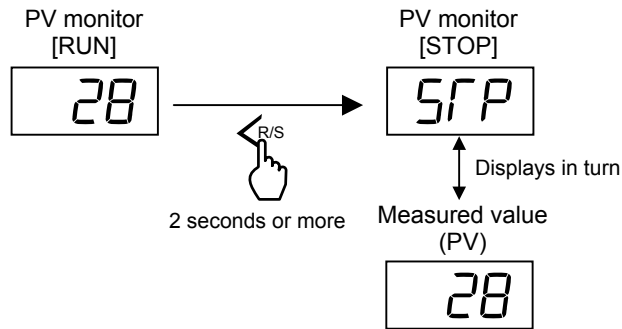 PV monitor
[RUN]
28
R/S
2 seconds or more
PV monitor
[STOP]
STP
Displays in turn
Measured value
(PV)
28